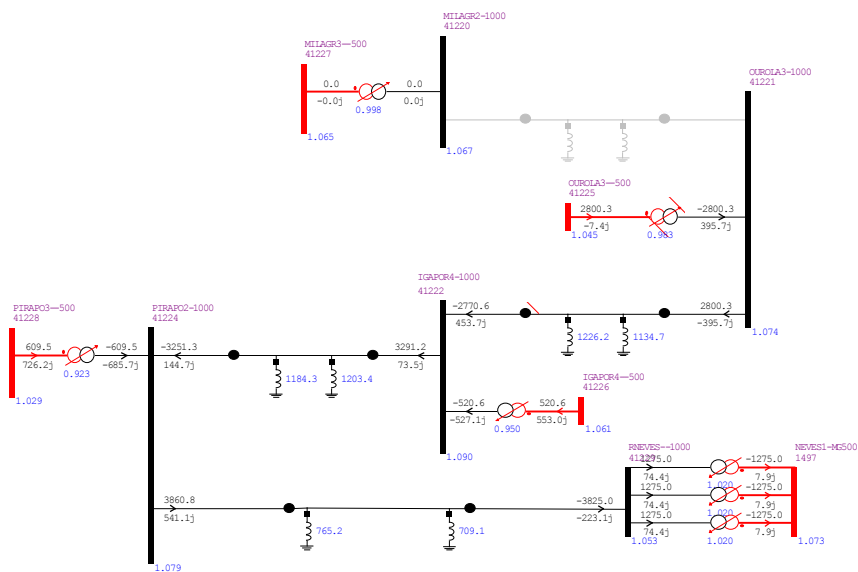 MILAGR2-1000
41220
MILAGR3--500
41227
0.0
-0.0j
0.0
0.0j
0.998
1.065
1.067
OUROLA3-1000
41221
OUROLA3--500
41225
2800.3
-7.4j
-2800.3
395.7j
1.045
0.983
IGAPOR4-1000
41222
-2770.6
453.7j
2800.3
-395.7j
1226.2
1134.7
1.074
PIRAPO3--500
41228
PIRAPO2-1000
41224
609.5
726.2j
-609.5
-685.7j
0.923
1.029
-3251.3
144.7j
3291.2
73.5j
1184.3
1203.4
IGAPOR4--500
41226
-520.6
-527.1j
520.6
553.0j
0.950
1.061
1.090
RNEVES--1000
NEVES1-MG500
1497
1275.0
74.4j
-1275.0
7.9j
1.020
1275.0
74.4j
-1275.0
7.9j
1.020
1275.0
74.4j
-1275.0
7.9j
1.020
1.053
1.073
3860.8
541.1j
-3825.0
-223.1j
765.2
709.1
1.079